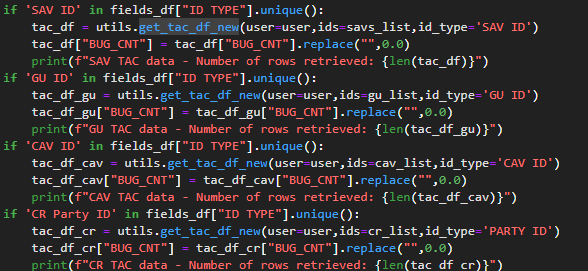 if 'SAV ID' in fields_df["ID TYPE"].unique():
    tac_df = utils.get_tac_df_new(user=user,ids=savs_list,id_type='SAV ID')
    tac_df["BUG_CNT"] = tac_df["BUG_CNT"].replace("",0.0)
    print(f"SAV TAC data - Number of rows retrieved: {len(tac_df)}")
if 'GU ID' in fields_df["ID TYPE"].unique():
    tac_df_gu = utils.get_tac_df_new(user=user,ids=gu_list,id_type='GU ID')
    tac_df_gu["BUG_CNT"] = tac_df_gu["BUG_CNT"].replace("",0.0)
    print(f"GU TAC data - Number of rows retrieved: {len(tac_df_gu)}")
if 'CAV ID' in fields_df["ID TYPE"].unique():
    tac_df_cav = utils.get_tac_df_new(user=user,ids=cav_list,id_type='CAV ID')
    tac_df_cav["BUG_CNT"] = tac_df_cav["BUG_CNT"].replace("",0.0)
    print(f"CAV TAC data - Number of rows retrieved: {len(tac_df_cav)}")
if 'CR Party ID' in fields_df["ID TYPE"].unique():
    tac_df_cr = utils.get_tac_df_new(user=user,ids=cr_list,id_type='PARTY ID')
    tac_df_cr["BUG_CNT"] = tac_df_cr["BUG_CNT"].replace("",0.0)
    print(f"CR TAC data - Number of rows retrieved: {len(tac_df_cr)}")